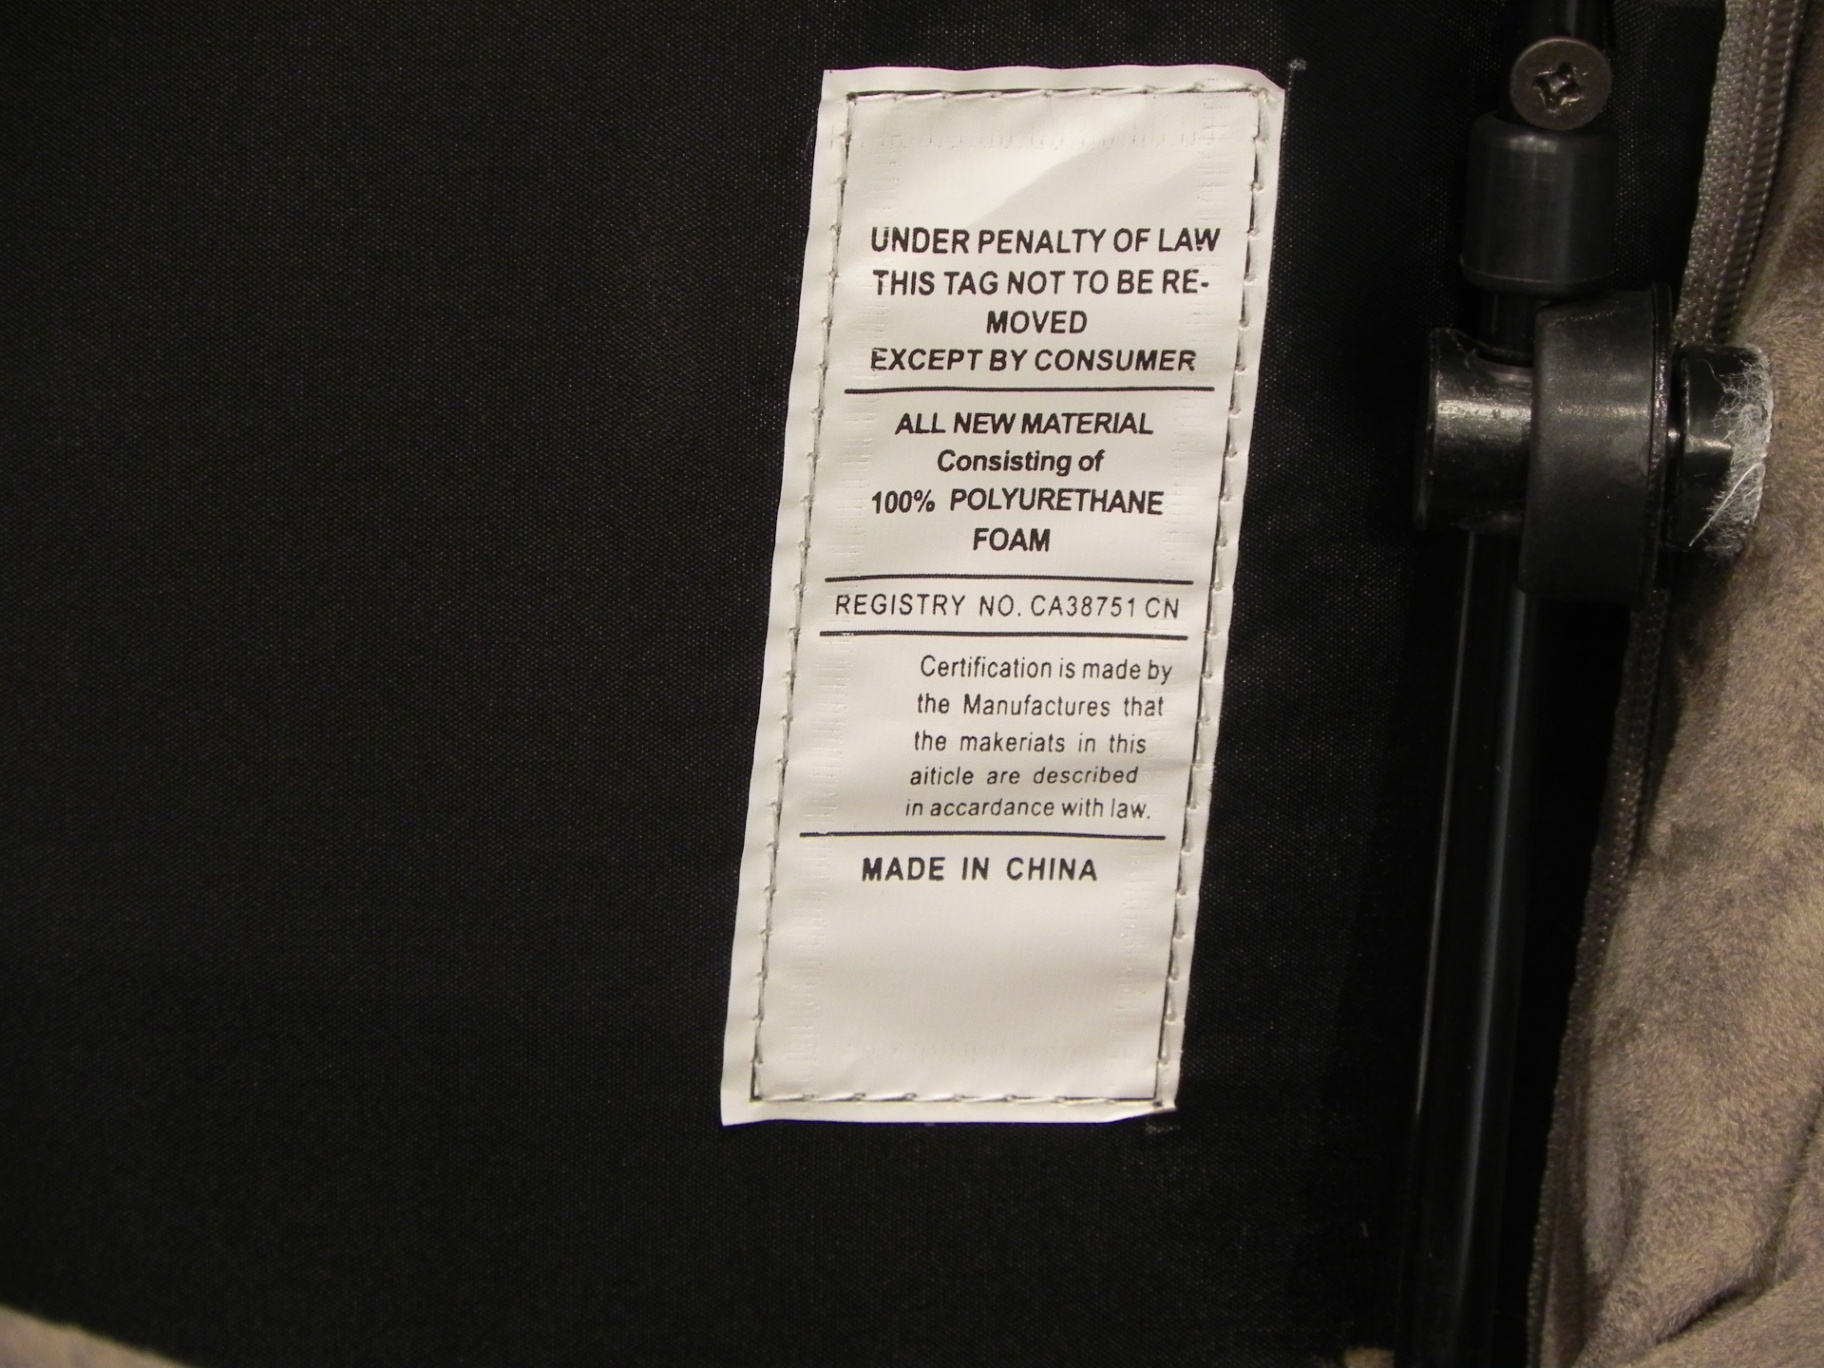 UNDER PENALTY OF LAW
THIS TAG NOT TO BE RE-
MOVED
EXCEPT BY CONSUMER
ALL NEW MATERIAL
Consisting of
100% POLYURETHANE
FOAM
REGISTRY NO. CA38751 CN
Certification is made by
the Manufactures that
the makeriats in this
aiticle are described
in accardance with law.
MADE IN CHINA